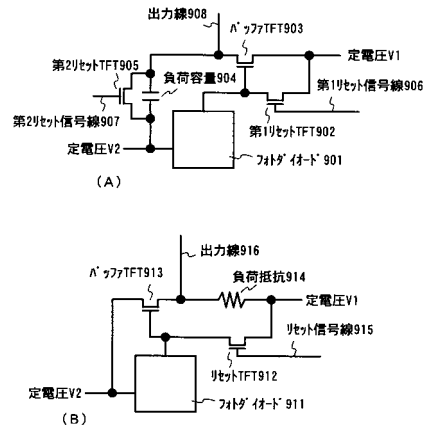 出力線908
バッファTFT903
第2リセットTFT905
定電圧V1
負荷容量904
第1リセット信号線906
第2リセット信号線907
第1リセットTFT902
定電圧V2
フォトダイオード901
(A)
出力線916
バッファTFT913
負荷抵抗914
定電圧V1
リセット信号線915
リセットTFT912
定電圧V2
フォトダイオード911
(B)